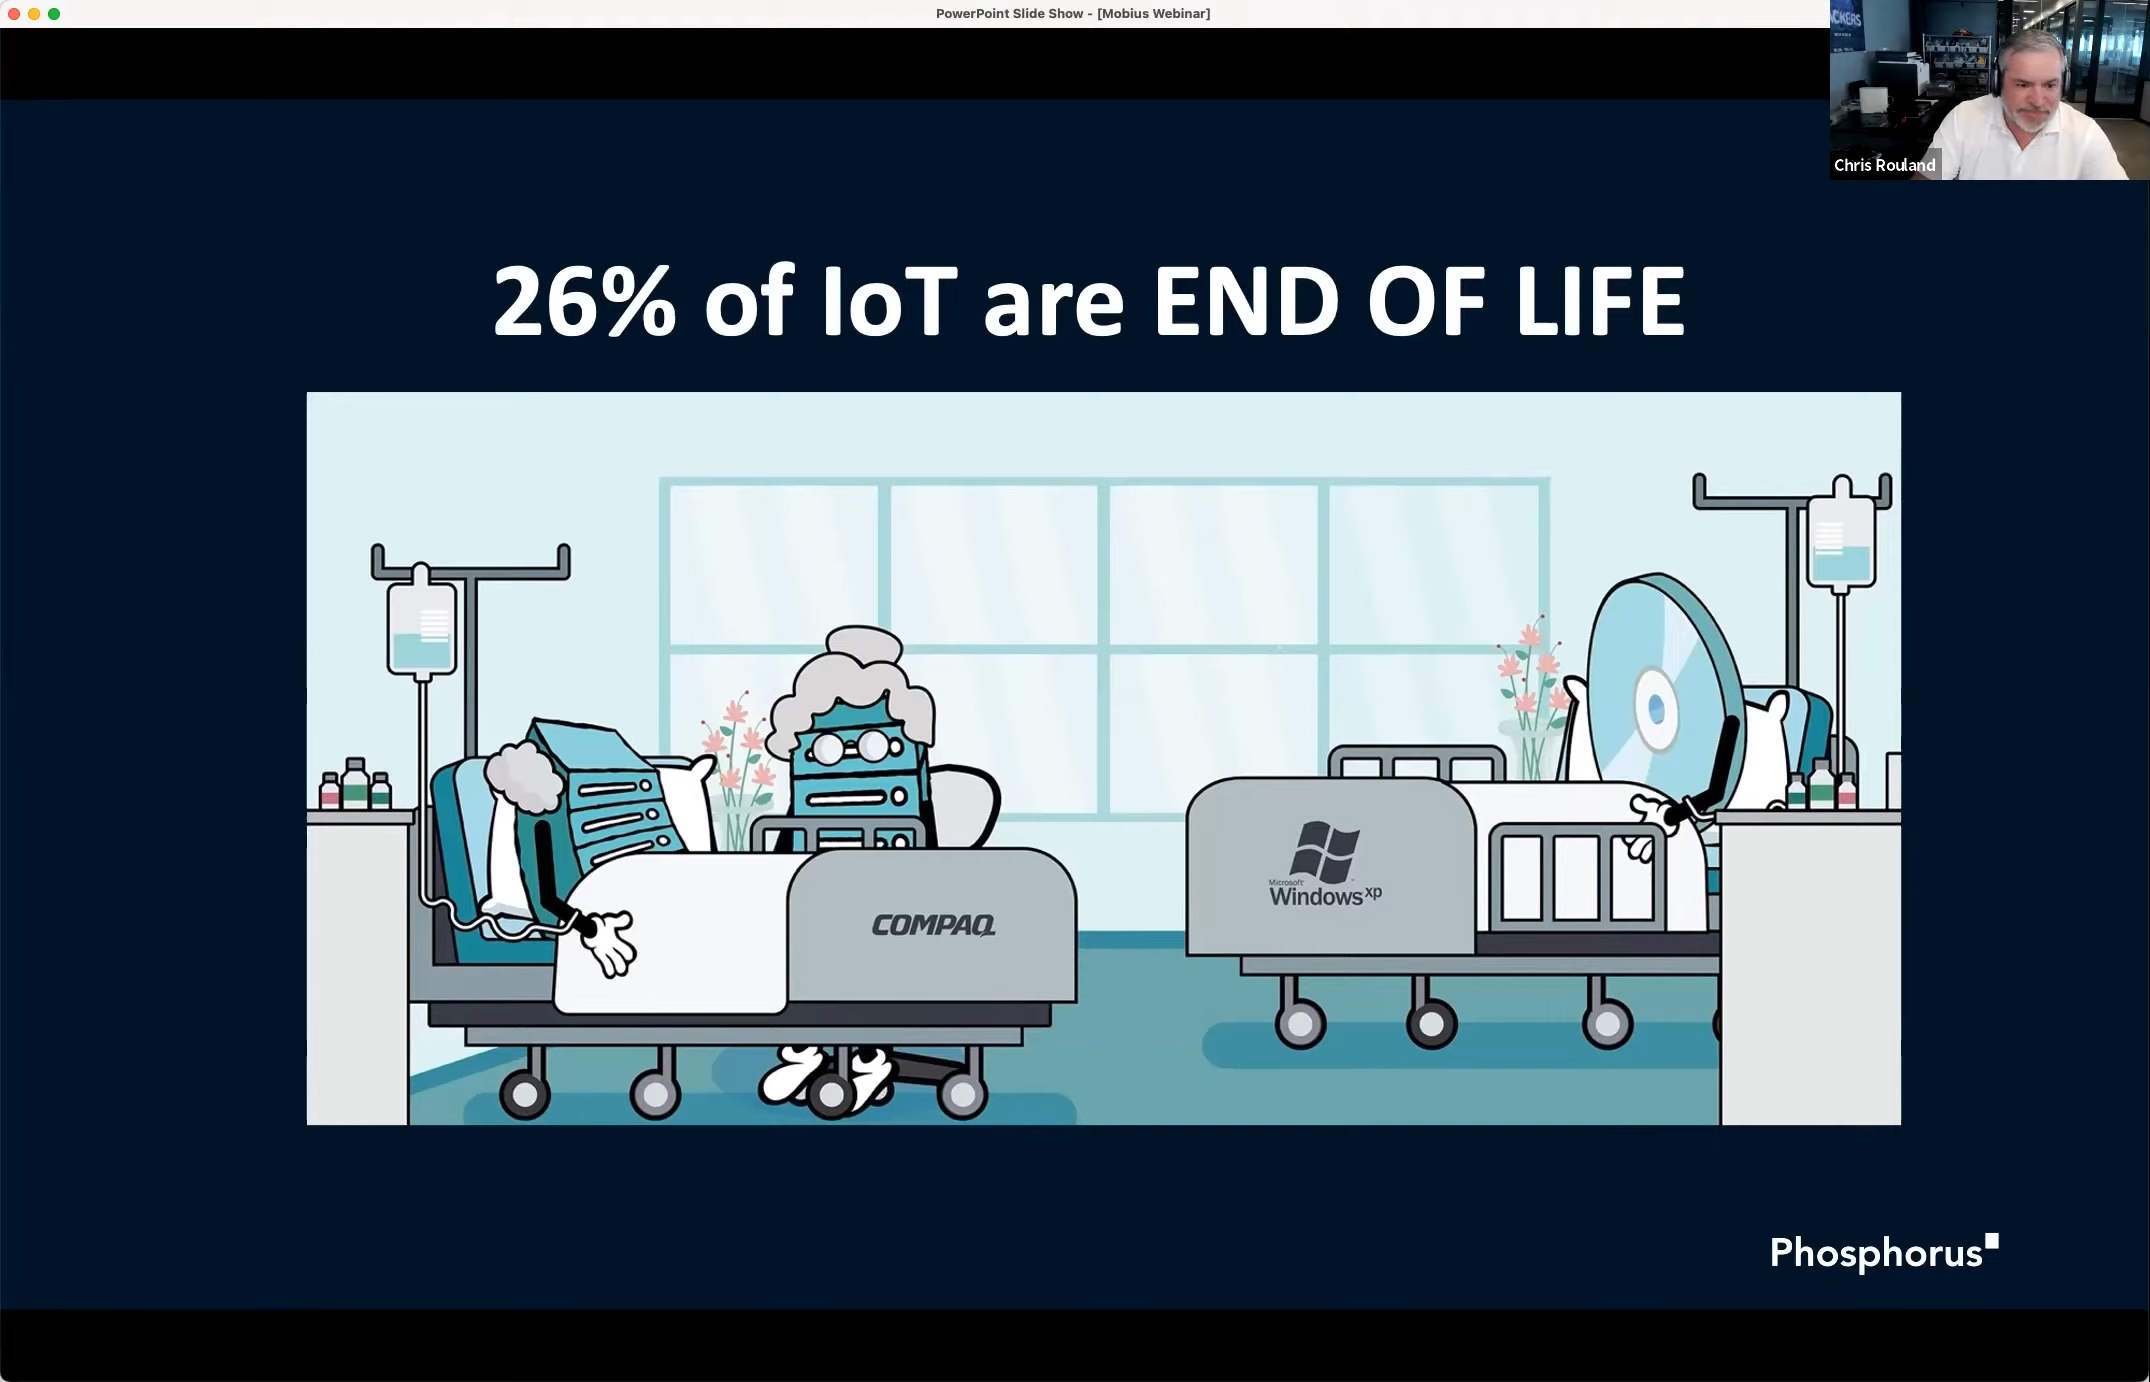 PowerPoint Slide Show - [Mobius Webinar]
Chris Rouland
26% of IoT are END OF LIFE
COMPAQ
Microsoft
Windows xp
Phosphorus